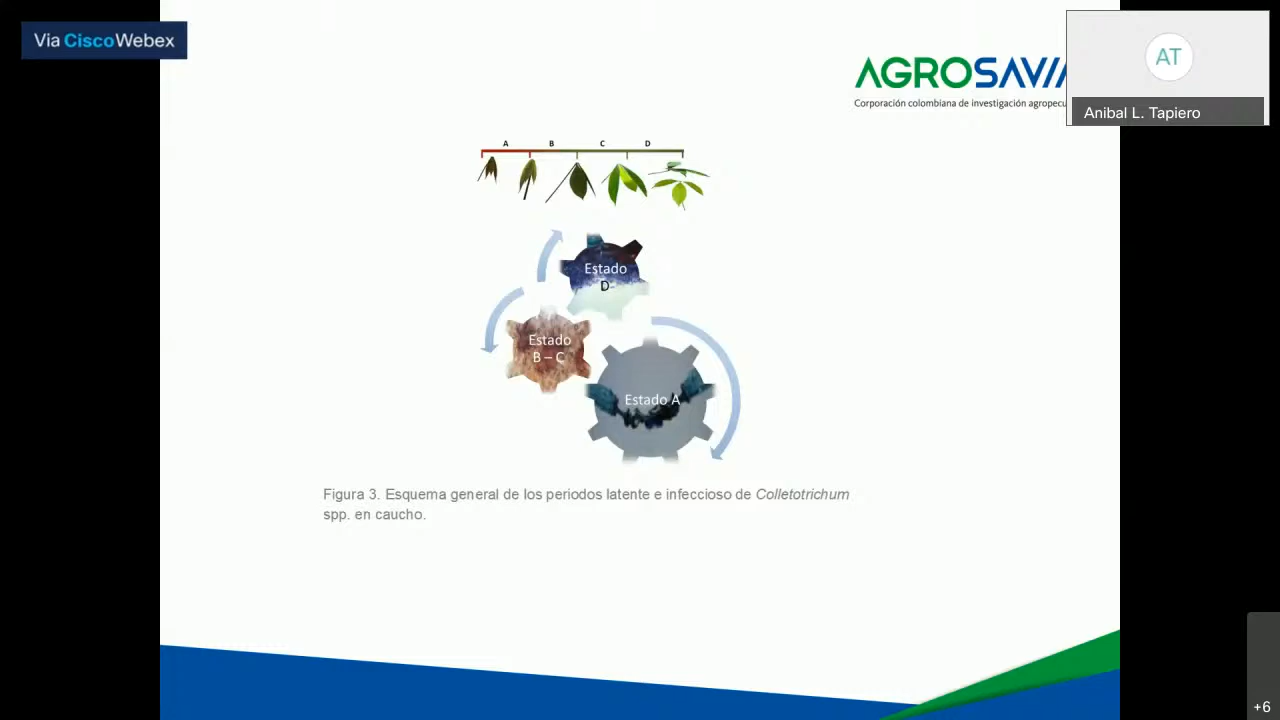 Via CiscoWebex
AGROSAVIA
Corporación colombiana de investigación agropecu
AT
Anibal L. Tapiero
A B C D
Estado
D
Estado
B – C
Estado A
Figura 3. Esquema general de los periodos latente e infeccioso de Colletotrichum
spp. en caucho.
+6